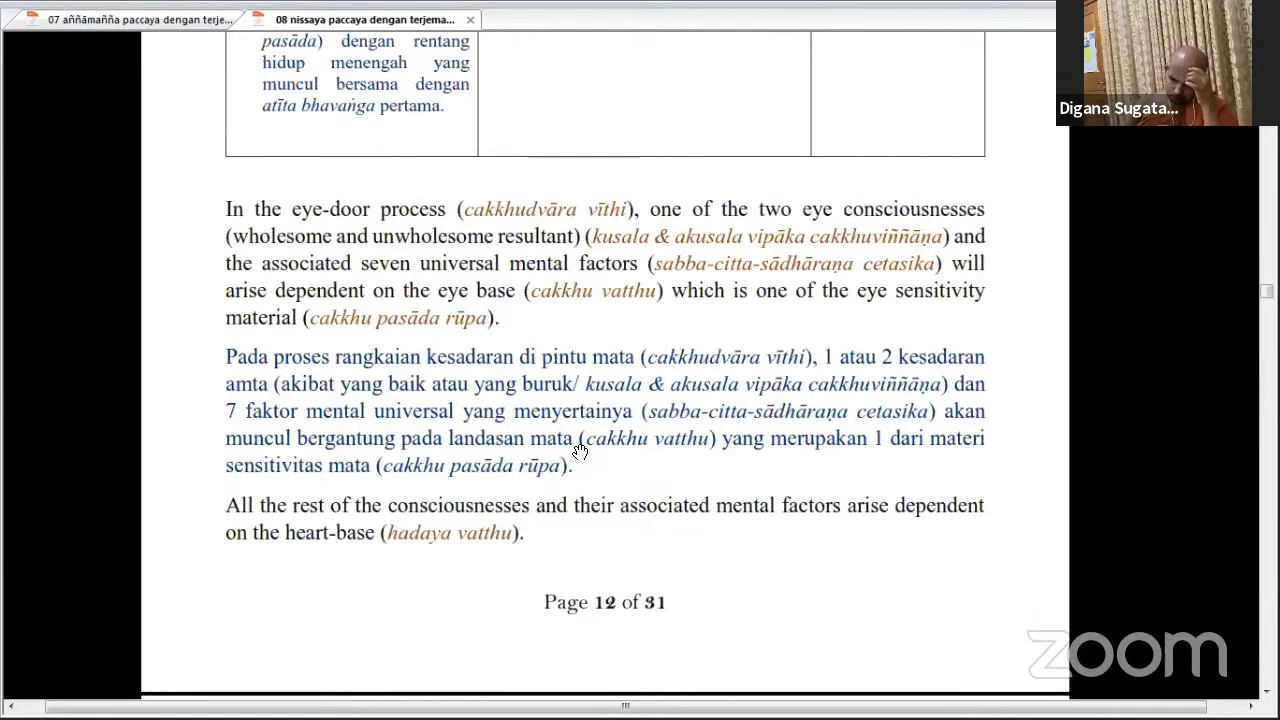 07 aññāmañña paccaya dengan terje...
08 nissaya paccaya dengan terjema...
pasāda) dengan rentang
hidup menengah yang
muncul bersama dengan
atīta bhavaṅga pertama.
Digana Sugata...
In the eye-door process (cakkhudvāra vīthi), one of the two eye consciousnesses
(wholesome and unwholesome resultant) (kusala & akusala vipāka cakkhuviññāṇa) and
the associated seven universal mental factors (sabba-citta-sādhāraṇa cetasika) will
arise dependent on the eye base (cakkhu vatthu) which is one of the eye sensitivity
material (cakkhu pasāda rūpa).
Pada proses rangkaian kesadaran di pintu mata (cakkhudvāra vīthi), 1 atau 2 kesadaran
amta (akibat yang baik atau yang buruk/ kusala & akusala vipāka cakkhuviññāṇa) dan
7 faktor mental universal yang menyertainya (sabba-citta-sādhāraṇa cetasika) akan
muncul bergantung pada landasan mata (cakkhu vatthu) yang merupakan 1 dari materi
sensitivitas mata (cakkhu pasāda rūpa).
All the rest of the consciousnesses and their associated mental factors arise dependent
on the heart-base (hadaya vatthu).
Page 12 of 31
zoom